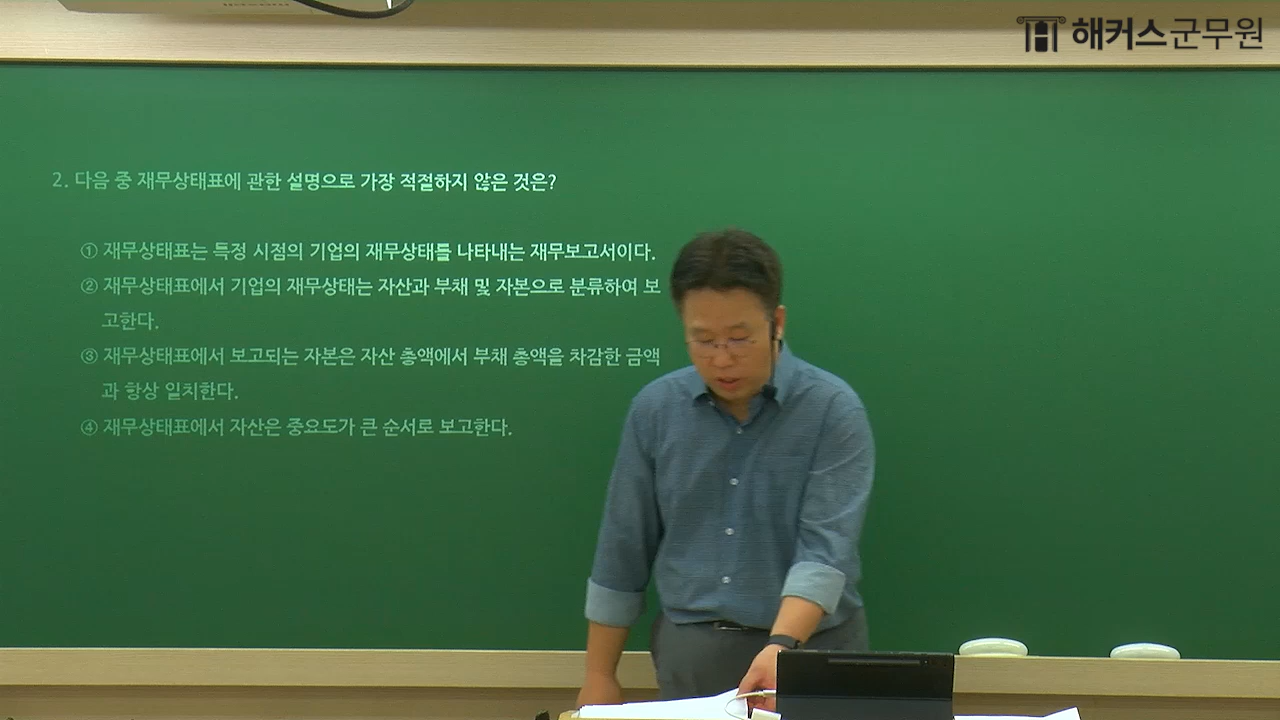 해커스군무원
2. 다음 중 재무상태표에 관한 설명으로 가장 적절하지 않은 것은?
① 재무상태표는 특정 시점의 기업의 재무상태를 나타내는 재무보고서이다.
② 재무상태표에서 기업의 재무상태는 자산과 부채 및 자본으로 분류하여 보
고한다.
③ 재무상태표에서 보고되는 자본은 자산 총액에서 부채 총액을 차감한 금액
과 항상 일치한다.
④ 재무상태표에서 자산은 중요도가 큰 순서로 보고한다.